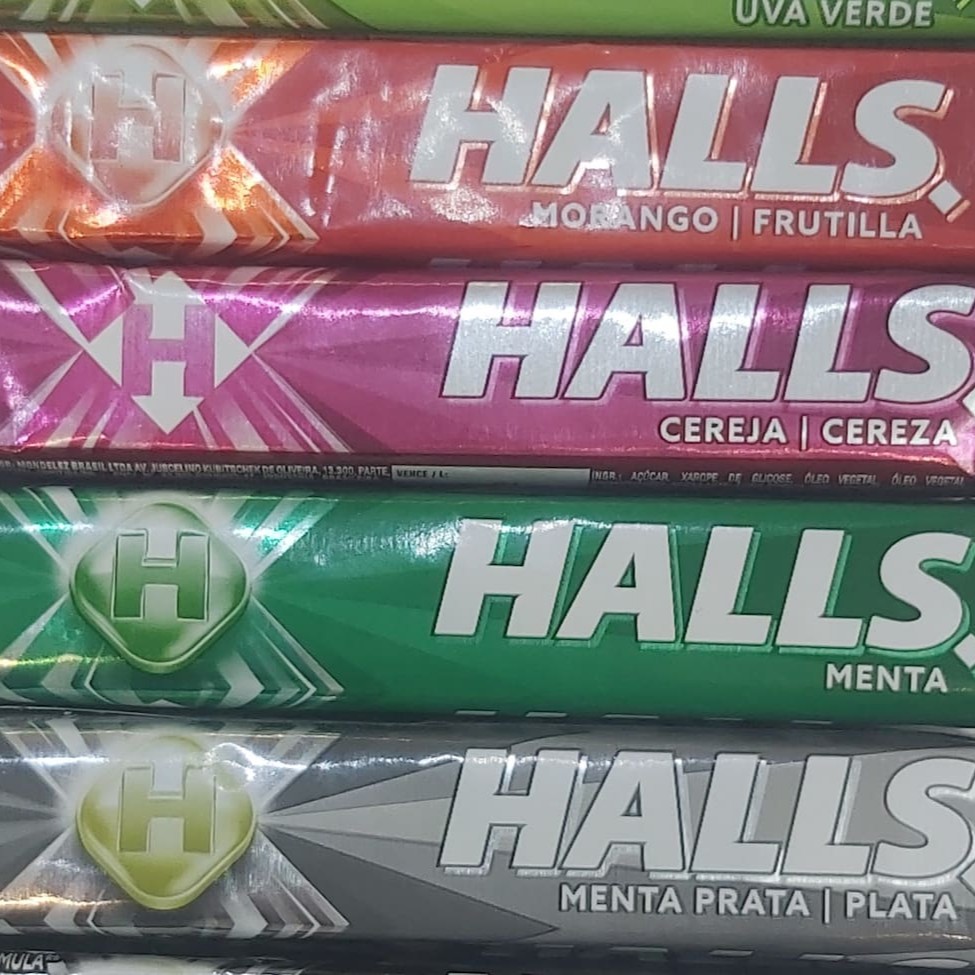 UVA VERDE
H
HALLS
MORANGO | FRUTILLA
H
HALLS
CEREJA | CEREZA
MONDELEZ BRASIL LTDA AV. JUSCELINO KUBITSCHEK DE OLIVEIRA, 13.300, PARTE, VENCE / L: INGR.: AÇÚCAR, XAROPE DE GLICOSE, ÓLEO VEGETAL, ÓLEO VEGETAL
H
HALLS
MENTA
H
HALLS
MENTA PRATA | PLATA